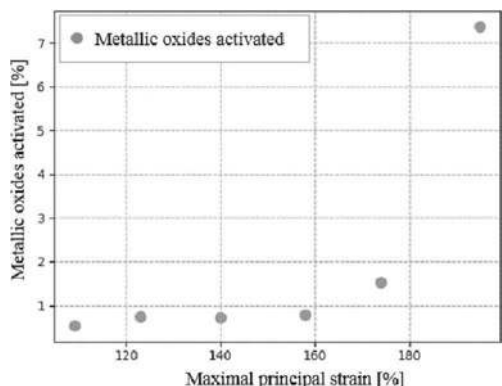 Metallic oxides activated
Metallic oxides activated [%]
7
6
5
4
3
2
1
120 140 160 180
Maximal principal strain [%]